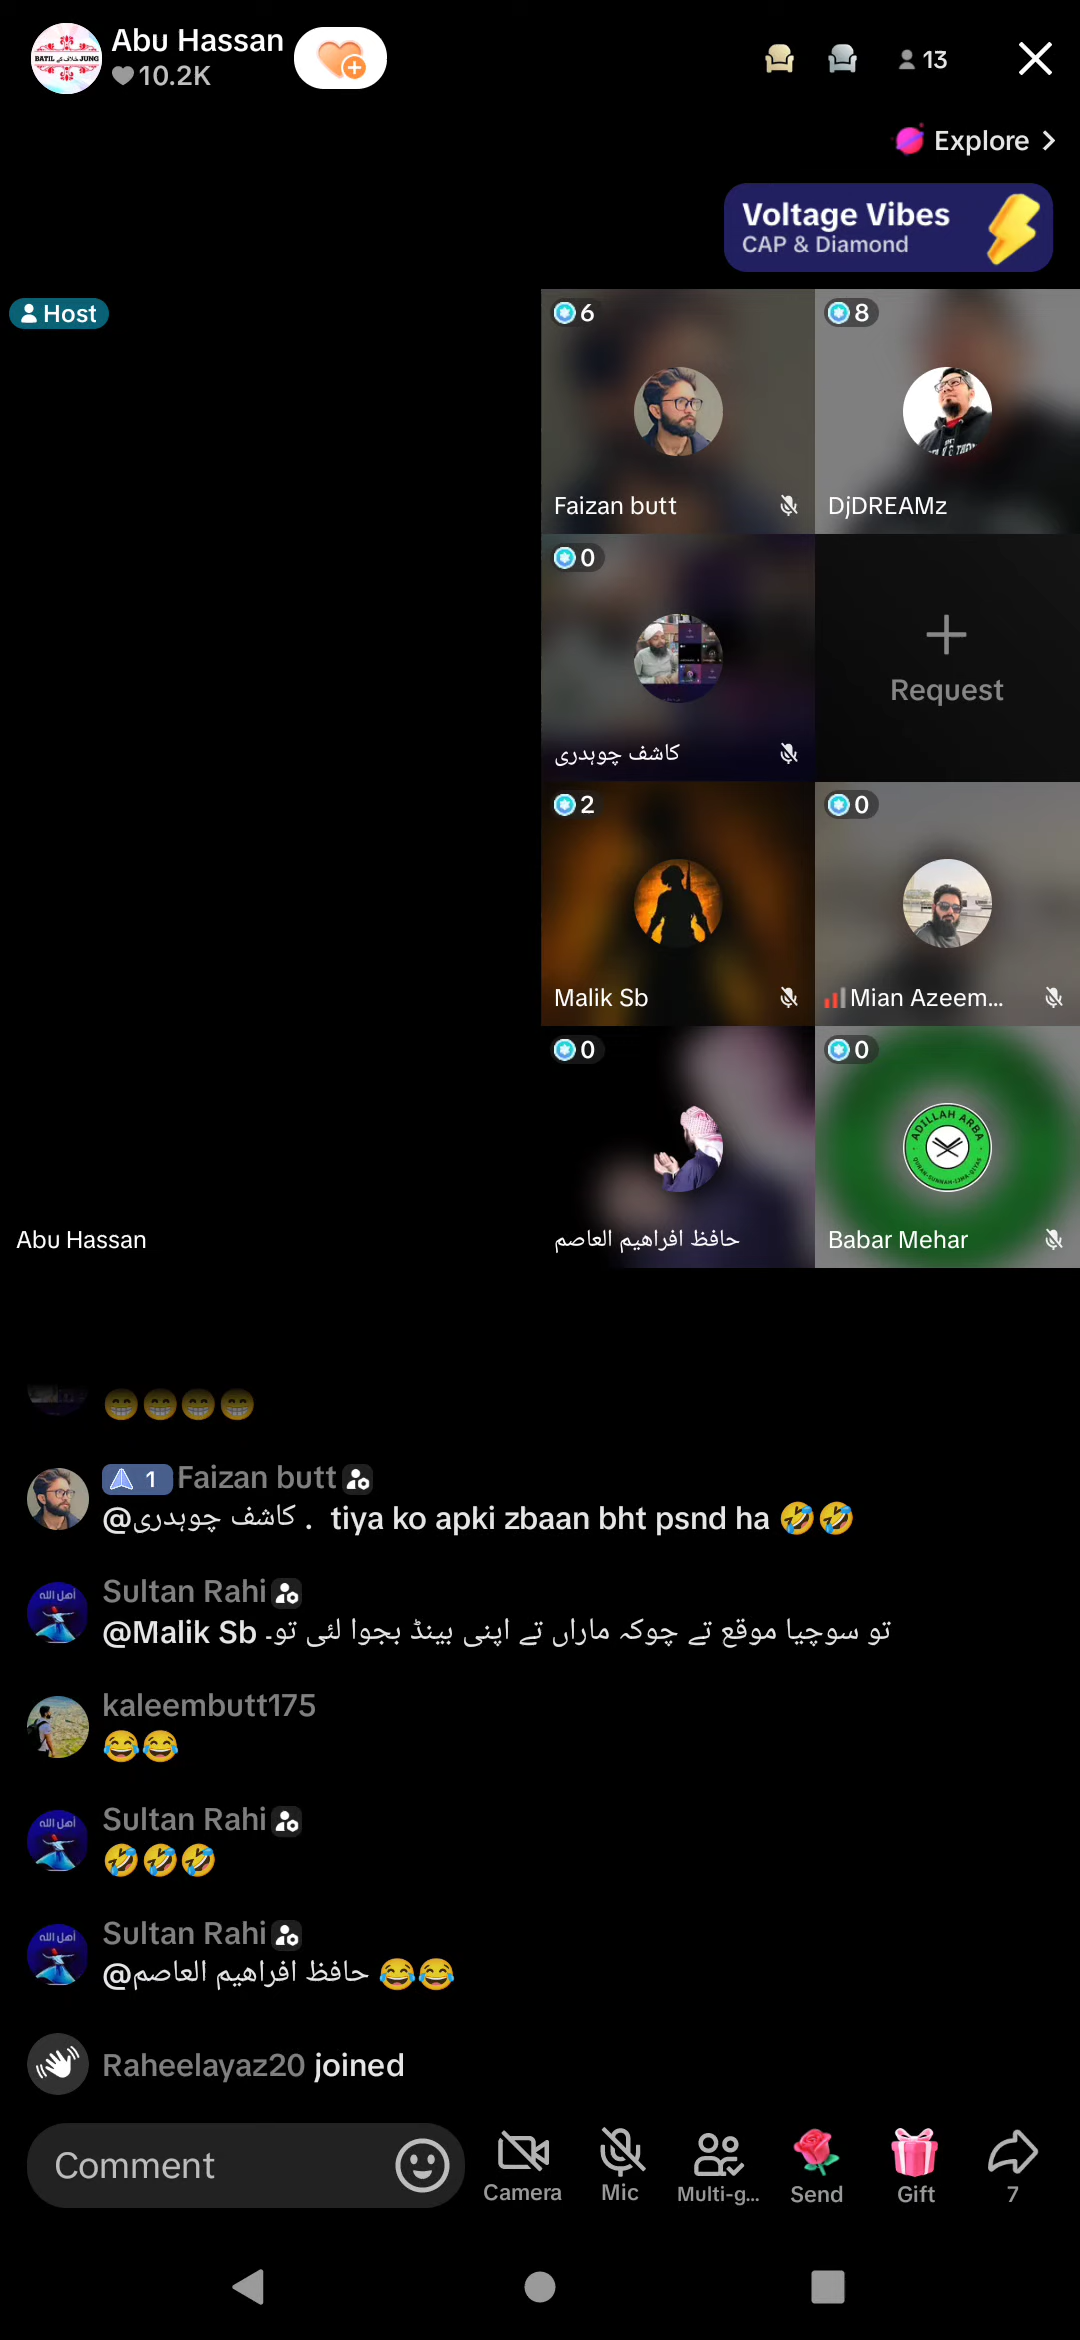 Abu Hassan
10.2K
13
Explore
Voltage Vibes
CAP & Diamond
Host
6
8
Faizan butt
DjDREAMz
0
Request
کاشف چوہدری
2
0
Malik Sb
Mian Azeem...
0
0
ADILLAH ARBA
Abu Hassan
حافظ افراهیم العاصم
Babar Mehar
😁😁😁😁
1 Faizan butt
@کاشف چوہدری . tiya ko apki zbaan bht psnd ha 🤣🤣
Sultan Rahi
@Malik Sb تو سوچیا موقع تے چوکہ ماراں تے اپنی بینڈ بجوا لئی تو۔
kaleembutt175
😂😂
Sultan Rahi
🤣🤣🤣
Sultan Rahi
@حافظ افراهیم العاصم 😂😂
Raheelayaz20 joined
Comment
Camera
Mic
Multi-g...
Send
Gift
7